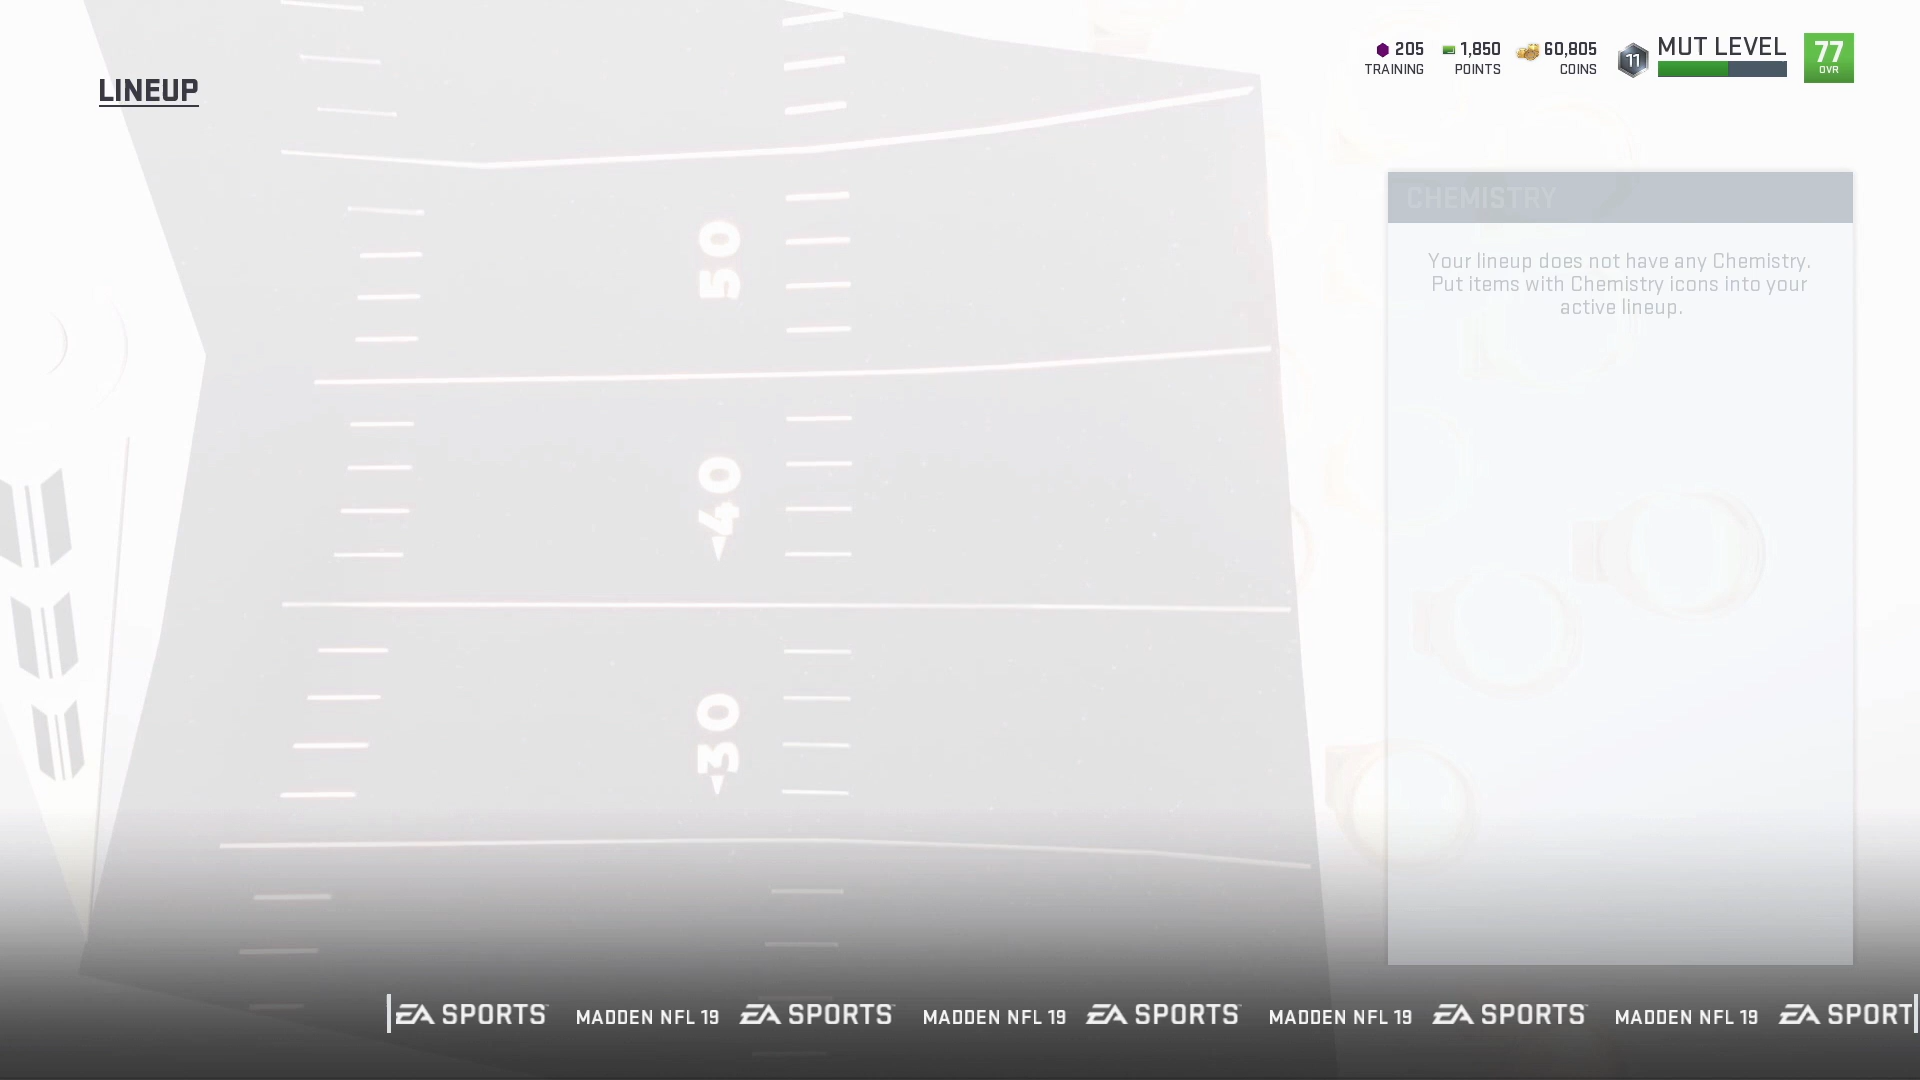 LINEUP
205 TRAINING
1,850 POINTS
60,805 COINS
11
MUT LEVEL
77
OVR
CHEMISTRY
Your lineup does not have any Chemistry.
Put items with Chemistry icons into your
active lineup.
50
40
30
EA SPORTS MADDEN NFL 19 EA SPORTS MADDEN NFL 19 EA SPORTS MADDEN NFL 19 EA SPORTS MADDEN NFL 19 EA SPORT